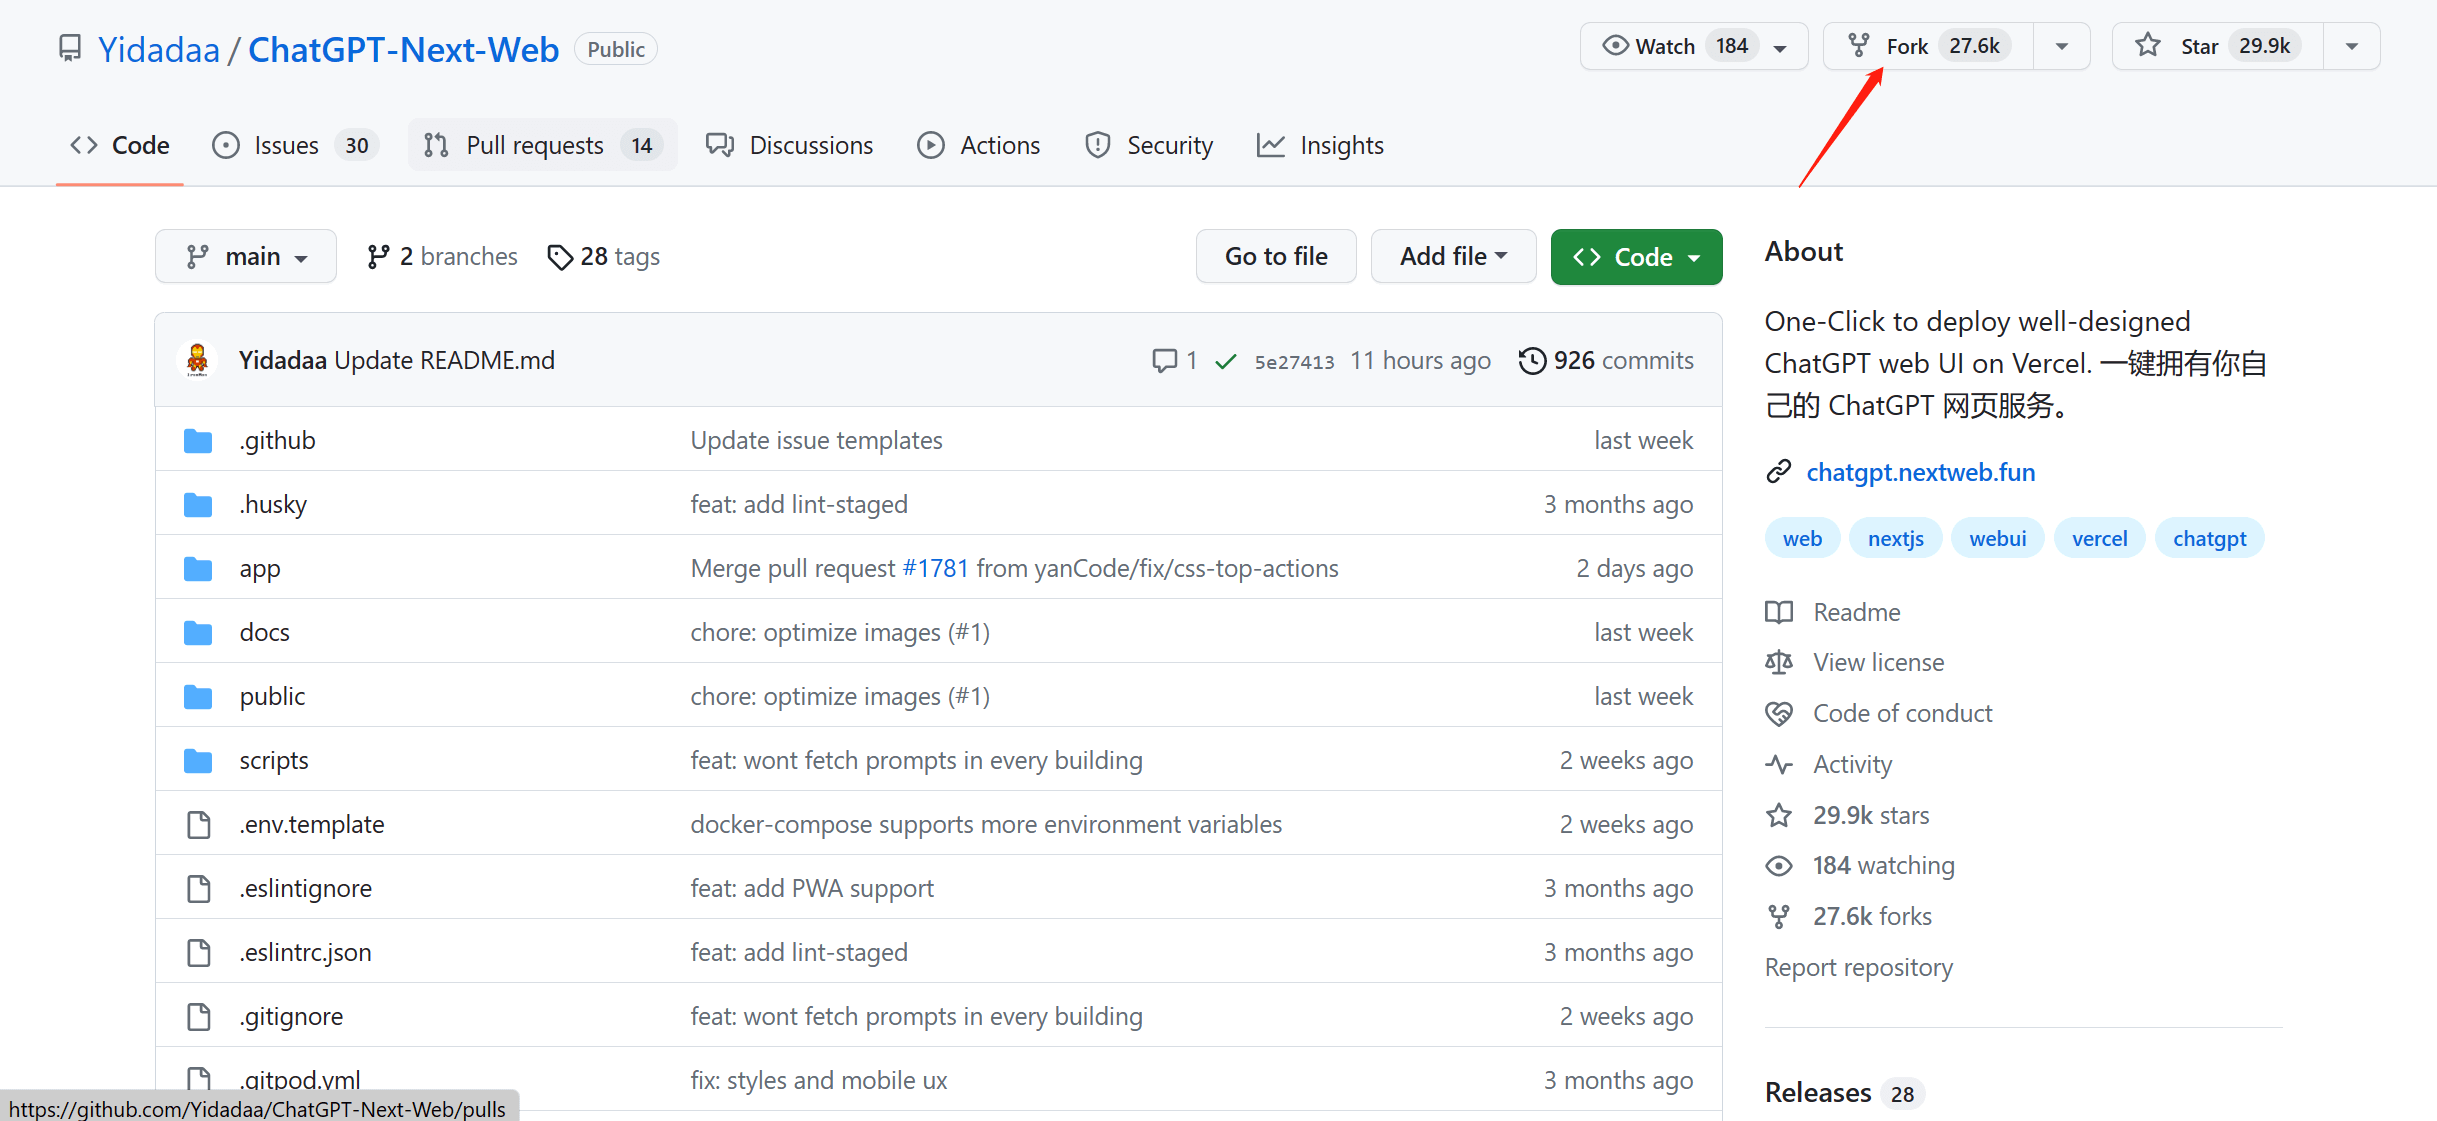 Yidadaa / ChatGPT-Next-Web Public
Watch 184 Fork 27.6k Star 29.9k
Code Issues 30 Pull requests 14 Discussions Actions Security Insights
main 2 branches 28 tags Go to file Add file Code
Yidadaa Update README.md 1 5e27413 11 hours ago 926 commits
.github Update issue templates last week
.husky feat: add lint-staged 3 months ago
app Merge pull request #1781 from yanCode/fix/css-top-actions 2 days ago
docs chore: optimize images (#1) last week
public chore: optimize images (#1) last week
scripts feat: wont fetch prompts in every building 2 weeks ago
.env.template docker-compose supports more environment variables 2 weeks ago
.eslintignore feat: add PWA support 3 months ago
.eslintrc.json feat: add lint-staged 3 months ago
.gitignore feat: wont fetch prompts in every building 2 weeks ago
.gitpod.yml fix: styles and mobile ux 3 months ago
https://github.com/Yidadaa/ChatGPT-Next-Web/pulls
About
One-Click to deploy well-designed
ChatGPT web UI on Vercel. 一键拥有你自
己的 ChatGPT 网页服务。
chatgpt.nextweb.fun
web nextjs webui vercel chatgpt
Readme
View license
Code of conduct
Activity
29.9k stars
184 watching
27.6k forks
Report repository
Releases 28